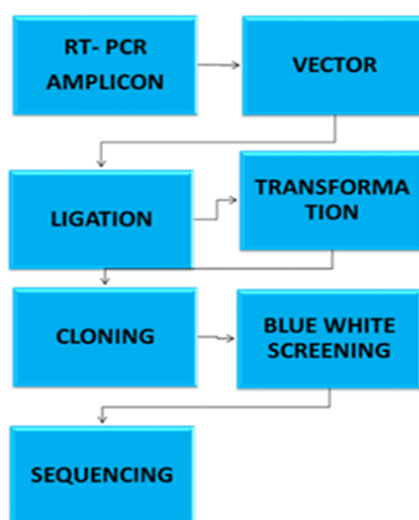 RT- PCR
AMPLICON
VECTOR
LIGATION
TRANSFORMA
TION
CLONING
BLUE WHITE
SCREENING
SEQUENCING